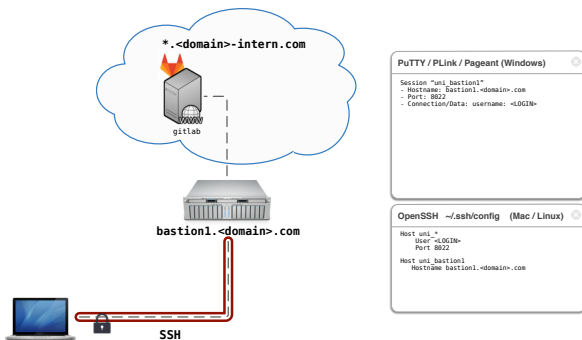 *.<domain>-intern.com
WWW
gitlab
bastion1.<domain>.com
SSH
PuTTY / PLink / Pageant (Windows)
Session “uni_bastion1”
- Hostname: bastion1.<domain>.com
- Port: 8022
- Connection/Data: username: <LOGIN>
OpenSSH ~/.ssh/config (Mac / Linux)
Host uni_*
User <LOGIN>
Port 8022
Host uni_bastion1
Hostname bastion1.<domain>.com